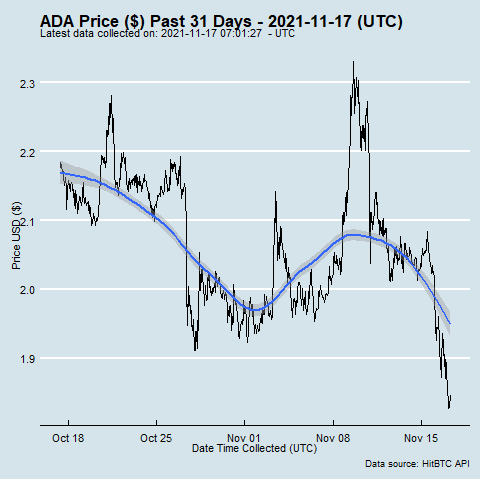 ADA Price ($) Past 31 Days - 2021-11-17 (UTC)
Latest data collected on: 2021-11-17 07:01:27  - UTC
Price USD ($)
2.3
2.2
2.1
2.0
1.9
Oct 18 Oct 25 Nov 01 Nov 08 Nov 15
Date Time Collected (UTC)
Data source: HitBTC API